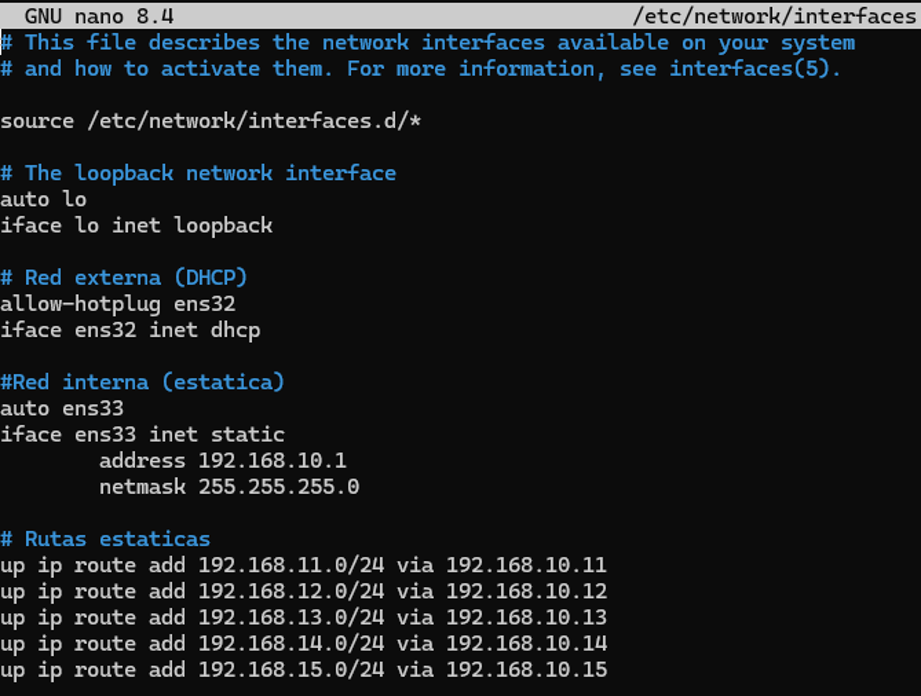 GNU nano 8.4 /etc/network/interfaces
# This file describes the network interfaces available on your system
# and how to activate them. For more information, see interfaces(5).
source /etc/network/interfaces.d/*
# The loopback network interface
auto lo
iface lo inet loopback
# Red externa (DHCP)
allow-hotplug ens32
iface ens32 inet dhcp
#Red interna (estatica)
auto ens33
iface ens33 inet static
address 192.168.10.1
netmask 255.255.255.0
# Rutas estaticas
up ip route add 192.168.11.0/24 via 192.168.10.11
up ip route add 192.168.12.0/24 via 192.168.10.12
up ip route add 192.168.13.0/24 via 192.168.10.13
up ip route add 192.168.14.0/24 via 192.168.10.14
up ip route add 192.168.15.0/24 via 192.168.10.15